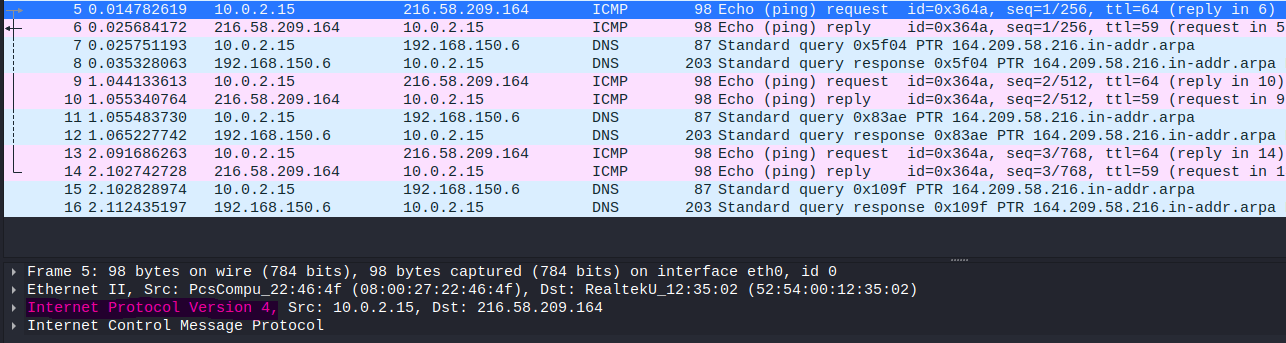 5 0.014782619 10.0.2.15 216.58.209.164 ICMP 98 Echo (ping) request id=0x364a, seq=1/256, ttl=64 (reply in 6)
6 0.025684172 216.58.209.164 10.0.2.15 ICMP 98 Echo (ping) reply id=0x364a, seq=1/256, ttl=59 (request in 5
7 0.025751193 10.0.2.15 192.168.150.6 DNS 87 Standard query 0x5f04 PTR 164.209.58.216.in-addr.arpa
8 0.035328063 192.168.150.6 10.0.2.15 DNS 203 Standard query response 0x5f04 PTR 164.209.58.216.in-addr.arpa
9 1.044133613 10.0.2.15 216.58.209.164 ICMP 98 Echo (ping) request id=0x364a, seq=2/512, ttl=64 (reply in 10)
10 1.055340764 216.58.209.164 10.0.2.15 ICMP 98 Echo (ping) reply id=0x364a, seq=2/512, ttl=59 (request in 9
11 1.055483730 10.0.2.15 192.168.150.6 DNS 87 Standard query 0x83ae PTR 164.209.58.216.in-addr.arpa
12 1.065227742 192.168.150.6 10.0.2.15 DNS 203 Standard query response 0x83ae PTR 164.209.58.216.in-addr.arpa
13 2.091686263 10.0.2.15 216.58.209.164 ICMP 98 Echo (ping) request id=0x364a, seq=3/768, ttl=64 (reply in 14)
14 2.102742728 216.58.209.164 10.0.2.15 ICMP 98 Echo (ping) reply id=0x364a, seq=3/768, ttl=59 (request in 1
15 2.102828974 10.0.2.15 192.168.150.6 DNS 87 Standard query 0x109f PTR 164.209.58.216.in-addr.arpa
16 2.112435197 192.168.150.6 10.0.2.15 DNS 203 Standard query response 0x109f PTR 164.209.58.216.in-addr.arpa
Frame 5: 98 bytes on wire (784 bits), 98 bytes captured (784 bits) on interface eth0, id 0
Ethernet II, Src: PcsCompu_22:46:4f (08:00:27:22:46:4f), Dst: RealtekU_12:35:02 (52:54:00:12:35:02)
Internet Protocol Version 4, Src: 10.0.2.15, Dst: 216.58.209.164
Internet Control Message Protocol